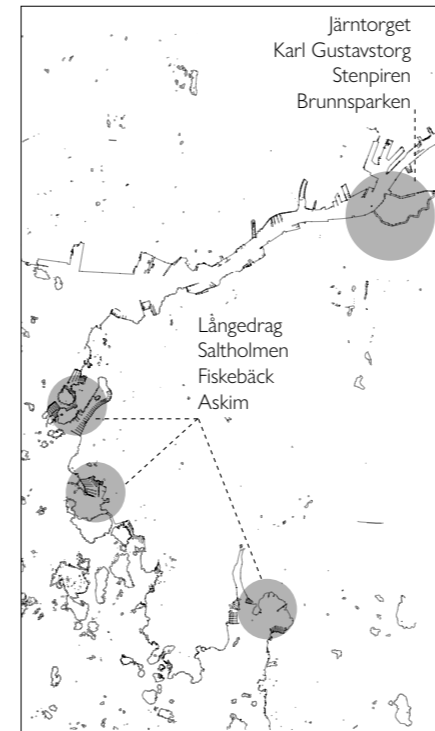 Järntorget
Karl Gustavstorg
Stenpiren
Brunnsparken
Långedrag
Saltholmen
Fiskebäck
Askim